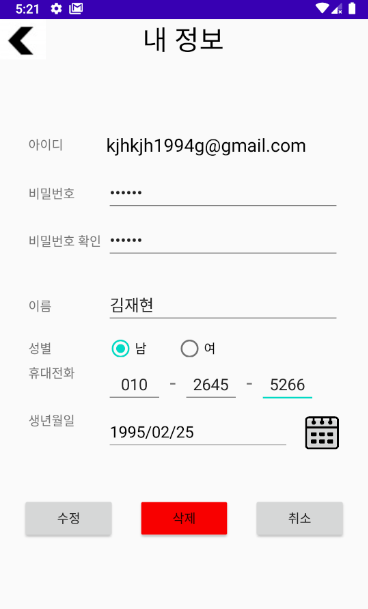 5:21
내 정보
아이디 kjhkjh1994g@gmail.com
비밀번호 ••••••
비밀번호 확인 ••••••
이름 김재현
성별 남 여
휴대전화 010 - 2645 - 5266
생년월일 1995/02/25
수정 삭제 취소